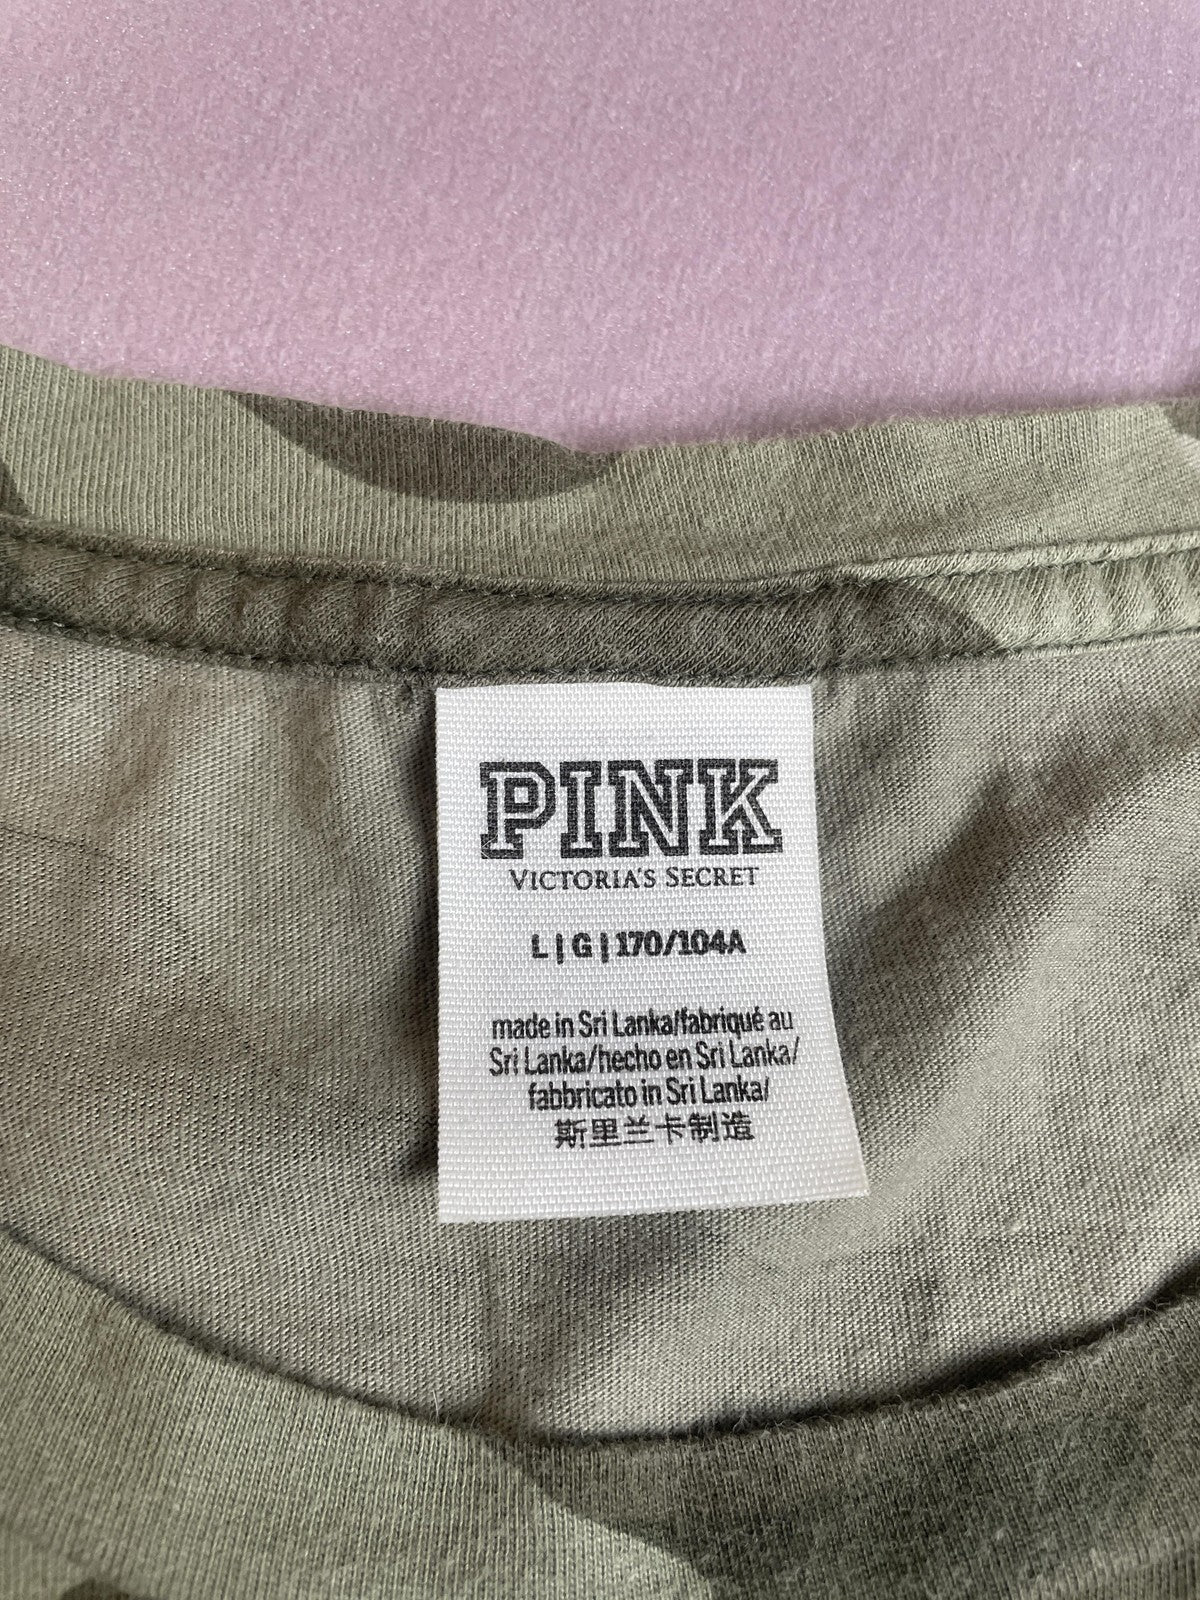 PINK
VICTORIA'S SECRET
L | G | 170/104A
made in Sri Lanka/fabriqué au
Sri Lanka/hecho en Sri Lanka/
fabbricato in Sri Lanka/
斯里兰卡制造